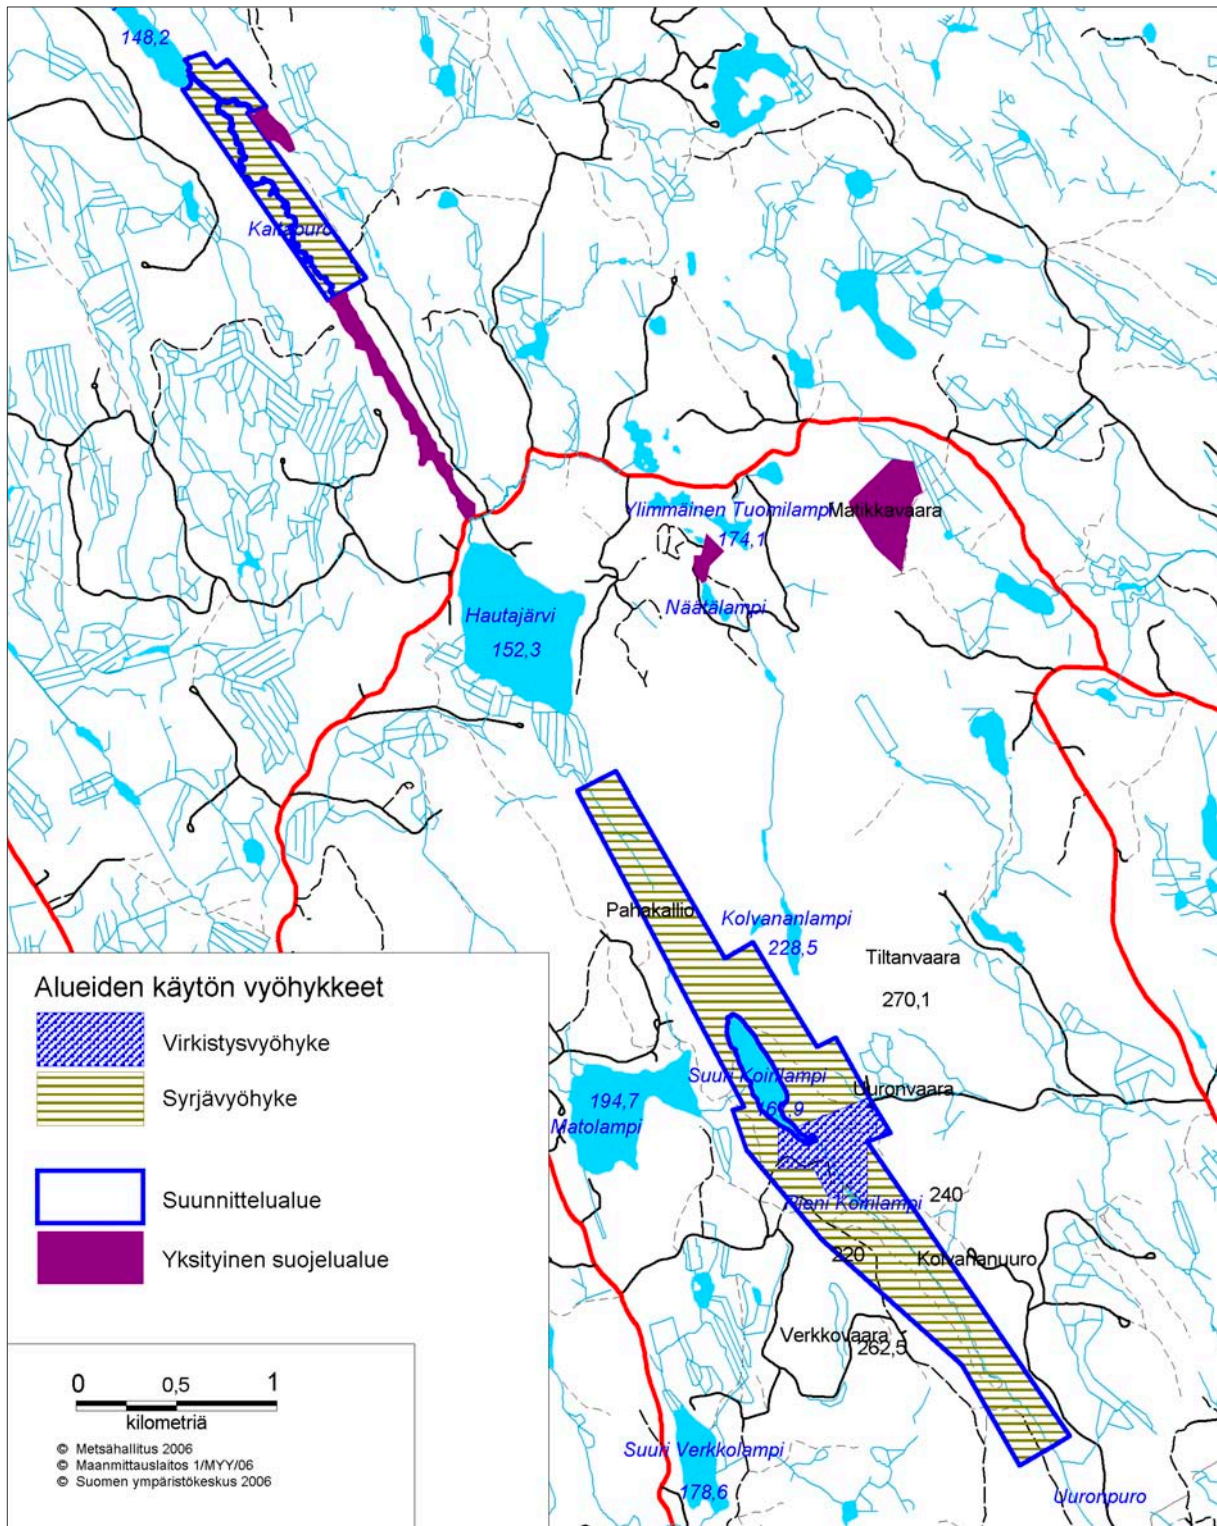 148,2
Kaitapuro
Ylimmäinen Tuomilampi
174,1
Matikkavaara
Näätälampi
Hautajärvi
152,3
Pahakallio
Kolvananlampi
228,5
Tiltanvaara
270,1
Suuri Koirilampi
Uuronvaara
194,7
Matolampi
Pieni Koirilampi
240
220
Kolvananuuro
Verkkovaara
262,5
Suuri Verkkolampi
178,6
Uuronpuro
Alueiden käytön vyöhykkeet
Virkistysvyöhyke
Syrjävyöhyke
Suunnittelualue
Yksityinen suojelualue
0 0,5 1
kilometriä
© Metsähallitus 2006
© Maanmittauslaitos 1/MYY/06
© Suomen ympäristökeskus 2006